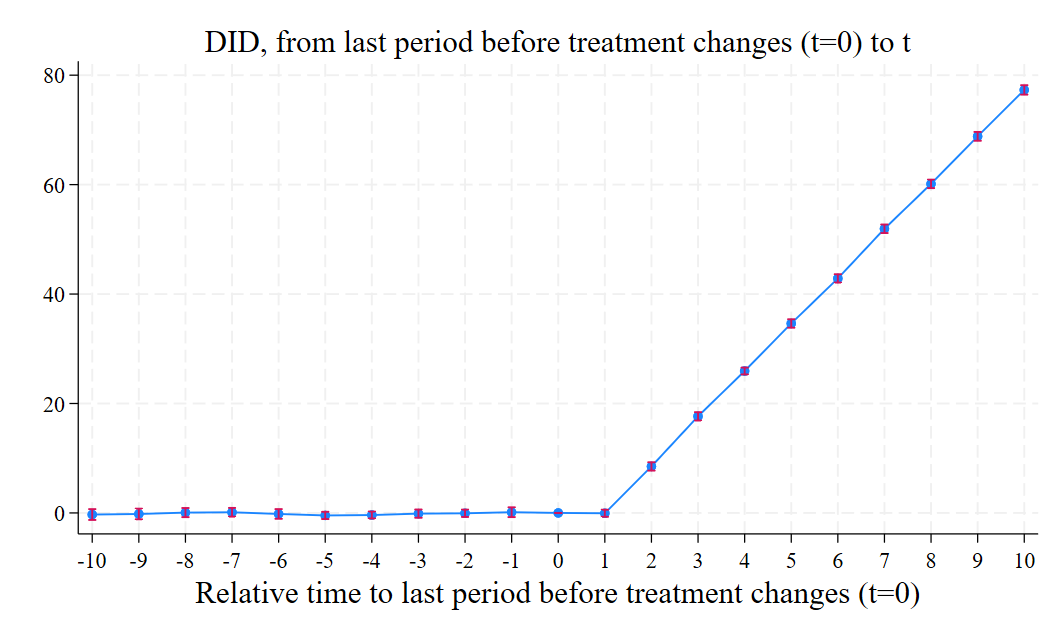 DID, from last period before treatment changes (t=0) to t
80
60
40
20
0
-10 -9 -8 -7 -6 -5 -4 -3 -2 -1 0 1 2 3 4 5 6 7 8 9 10
Relative time to last period before treatment changes (t=0)